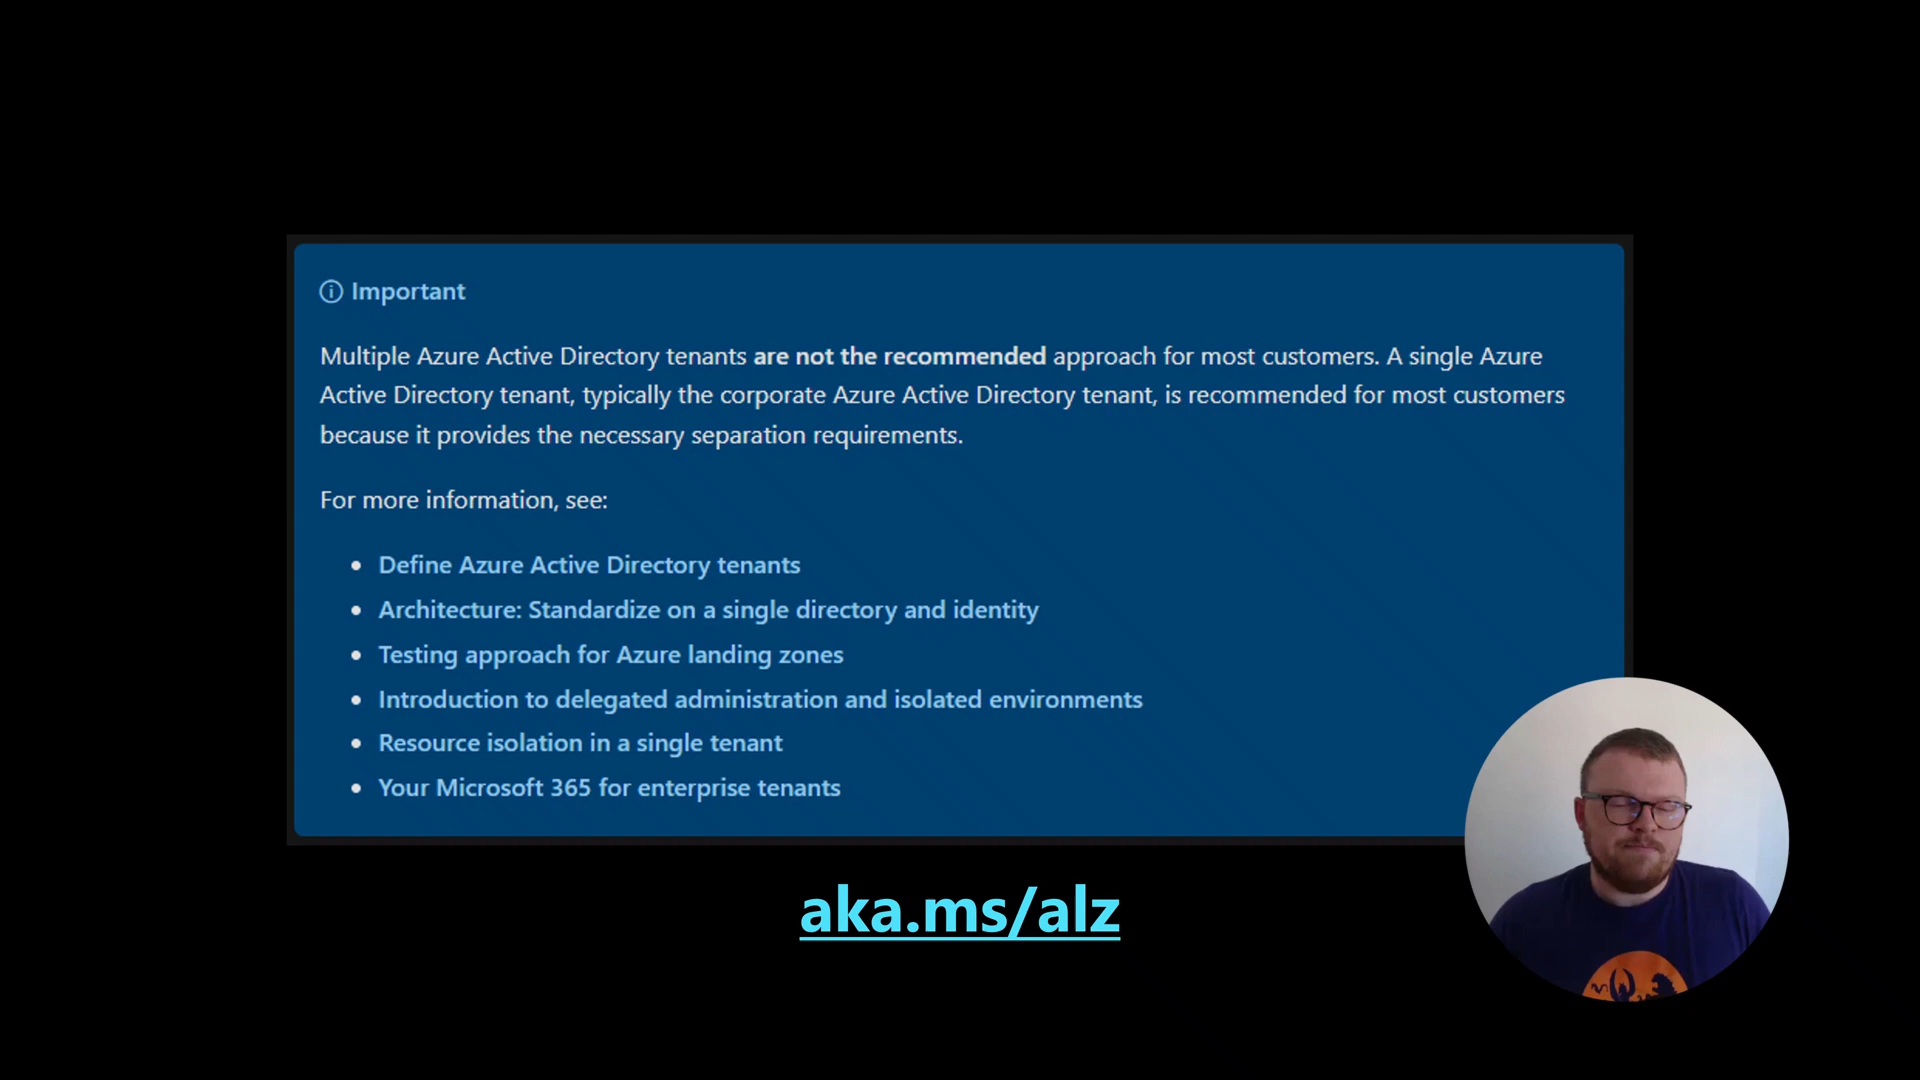 Important
Multiple Azure Active Directory tenants are not the recommended approach for most customers. A single Azure
Active Directory tenant, typically the corporate Azure Active Directory tenant, is recommended for most customers
because it provides the necessary separation requirements.
For more information, see:
• Define Azure Active Directory tenants
• Architecture: Standardize on a single directory and identity
• Testing approach for Azure landing zones
• Introduction to delegated administration and isolated environments
• Resource isolation in a single tenant
• Your Microsoft 365 for enterprise tenants
aka.ms/alz